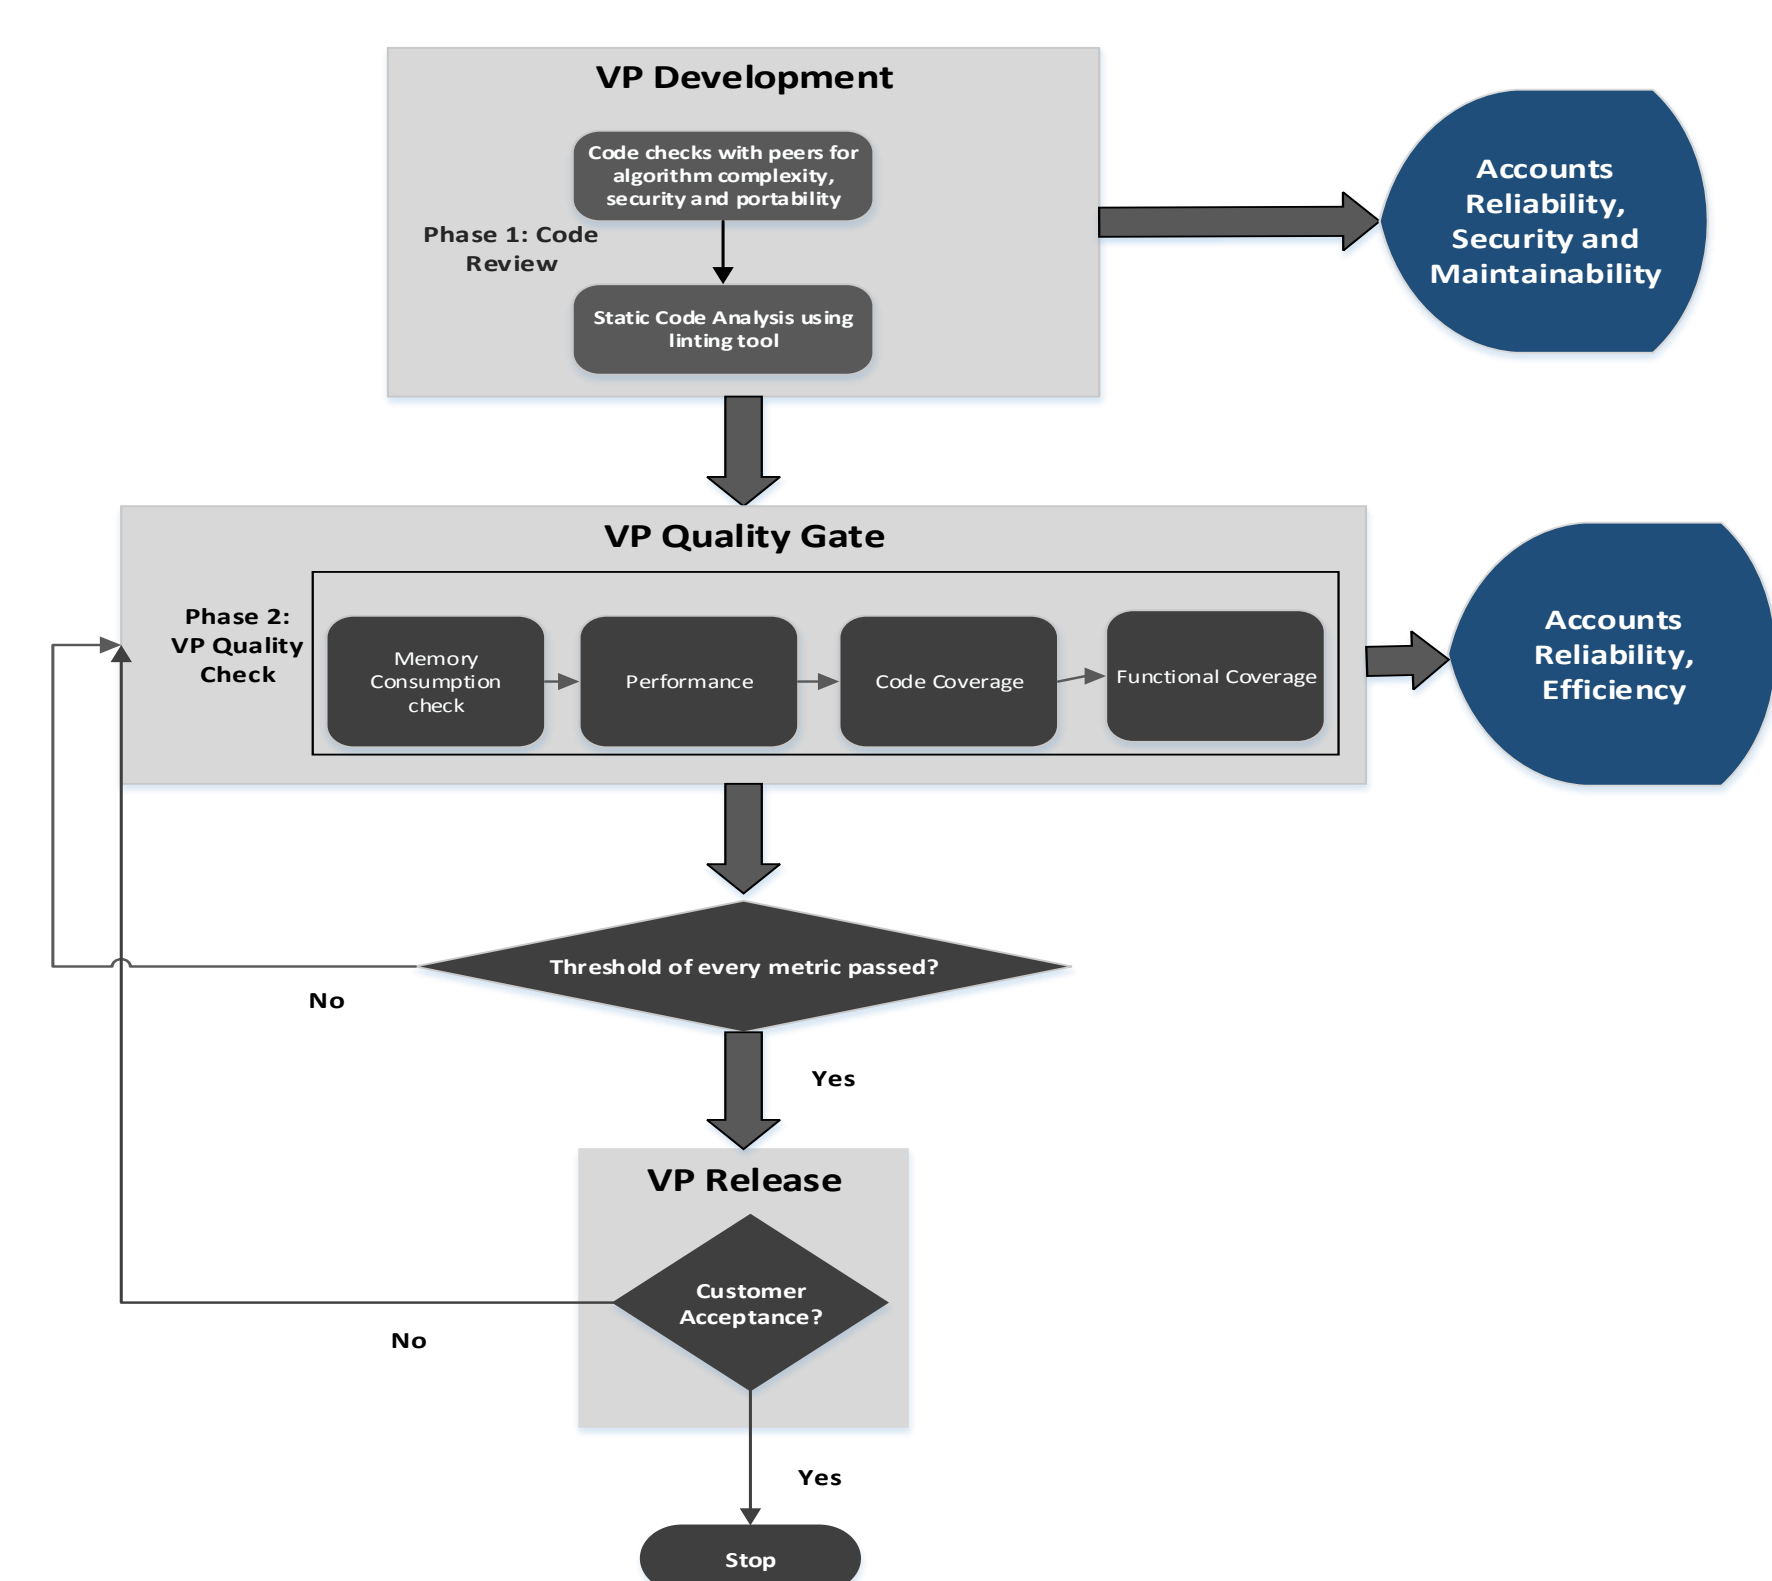 VP Development
Code checks with peers for
algorithm complexity,
security and portability
Phase 1: Code
Review
Static Code Analysis using
linting tool
Accounts
Reliability,
Security and
Maintainability
VP Quality Gate
Phase 2:
VP Quality
Check
Memory
Consumption
check
Performance
Code Coverage
Functional Coverage
Accounts
Reliability,
Efficiency
Threshold of every metric passed?
No
Yes
VP Release
Customer
Acceptance?
No
Yes
Stop